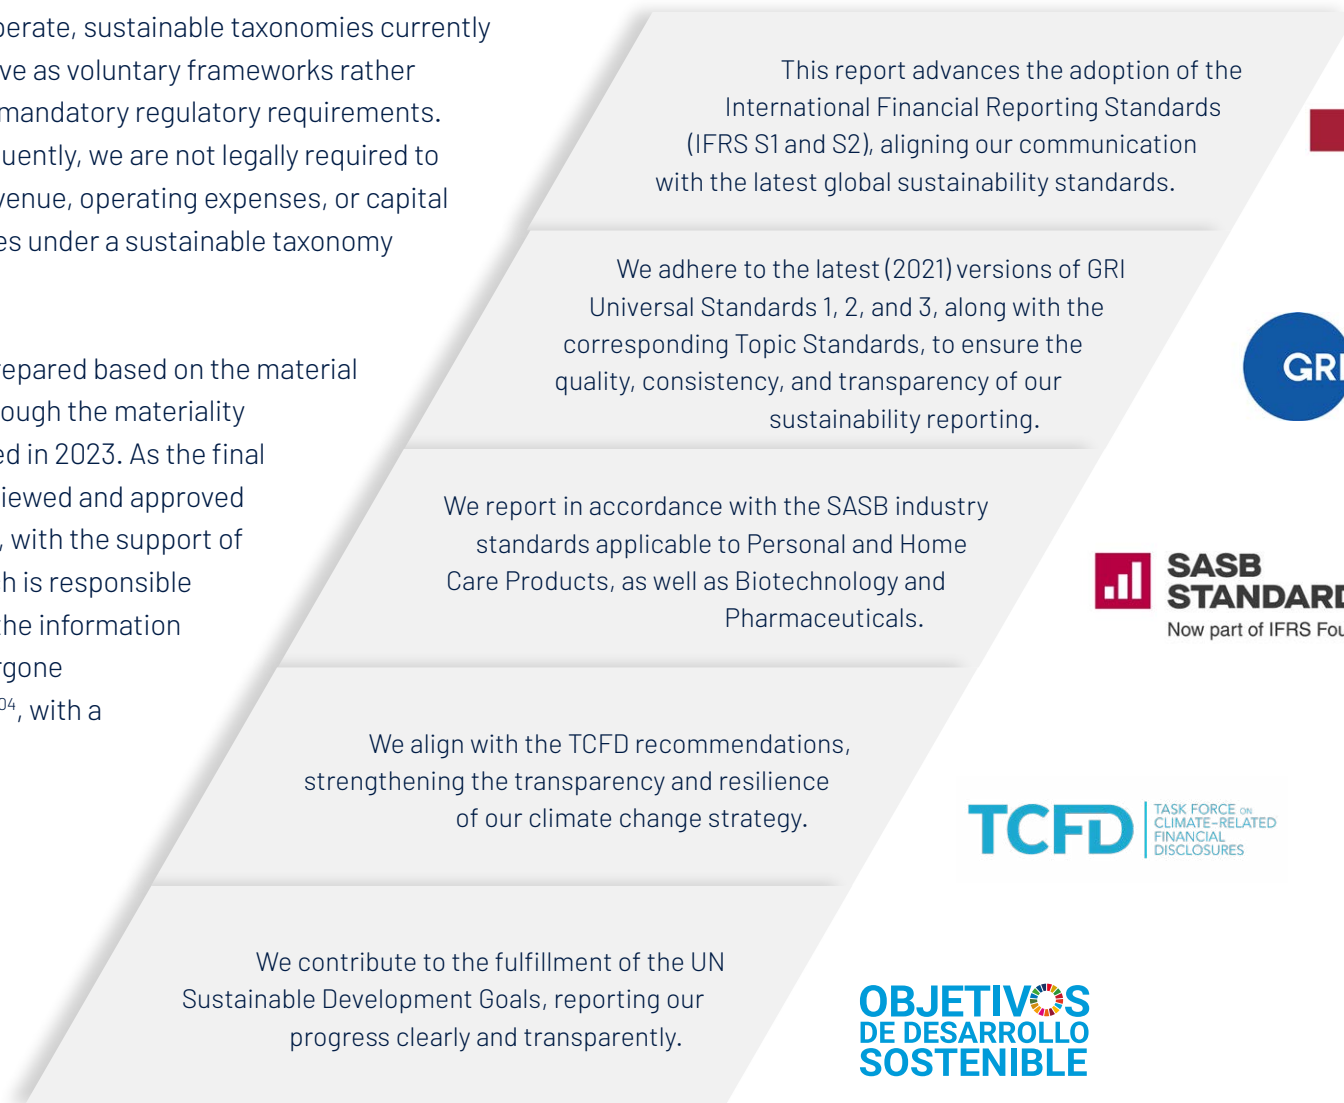 perate, sustainable taxonomies currently
ve as voluntary frameworks rather
mandatory regulatory requirements.
quently, we are not legally required to
venue, operating expenses, or capital
es under a sustainable taxonomy
repared based on the material
ough the materiality
ed in 2023. As the final
iewed and approved
, with the support of
h is responsible
the information
rgone
04, with a
This report advances the adoption of the
International Financial Reporting Standards
(IFRS S1 and S2), aligning our communication
with the latest global sustainability standards.
We adhere to the latest (2021) versions of GRI
Universal Standards 1, 2, and 3, along with the
corresponding Topic Standards, to ensure the
quality, consistency, and transparency of our
sustainability reporting.
GRI
We report in accordance with the SASB industry
standards applicable to Personal and Home
Care Products, as well as Biotechnology and
Pharmaceuticals.
SASB
STANDARD
Now part of IFRS Fou
We align with the TCFD recommendations,
strengthening the transparency and resilience
of our climate change strategy.
TCFD
TASK FORCE ON
CLIMATE-RELATED
FINANCIAL
DISCLOSURES
We contribute to the fulfillment of the UN
Sustainable Development Goals, reporting our
progress clearly and transparently.
OBJETIVOS
DE DESARROLLO
SOSTENIBLE